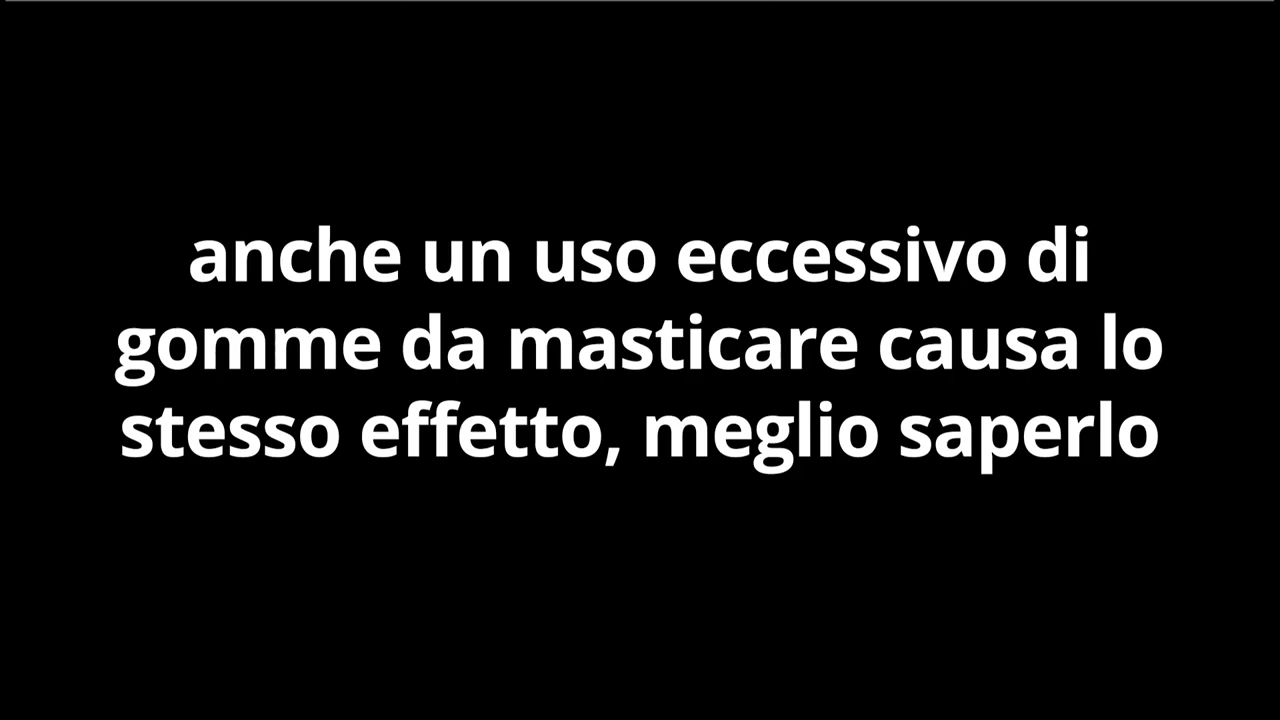 anche un uso eccessivo di
gomme da masticare causa lo
stesso effetto, meglio saperlo